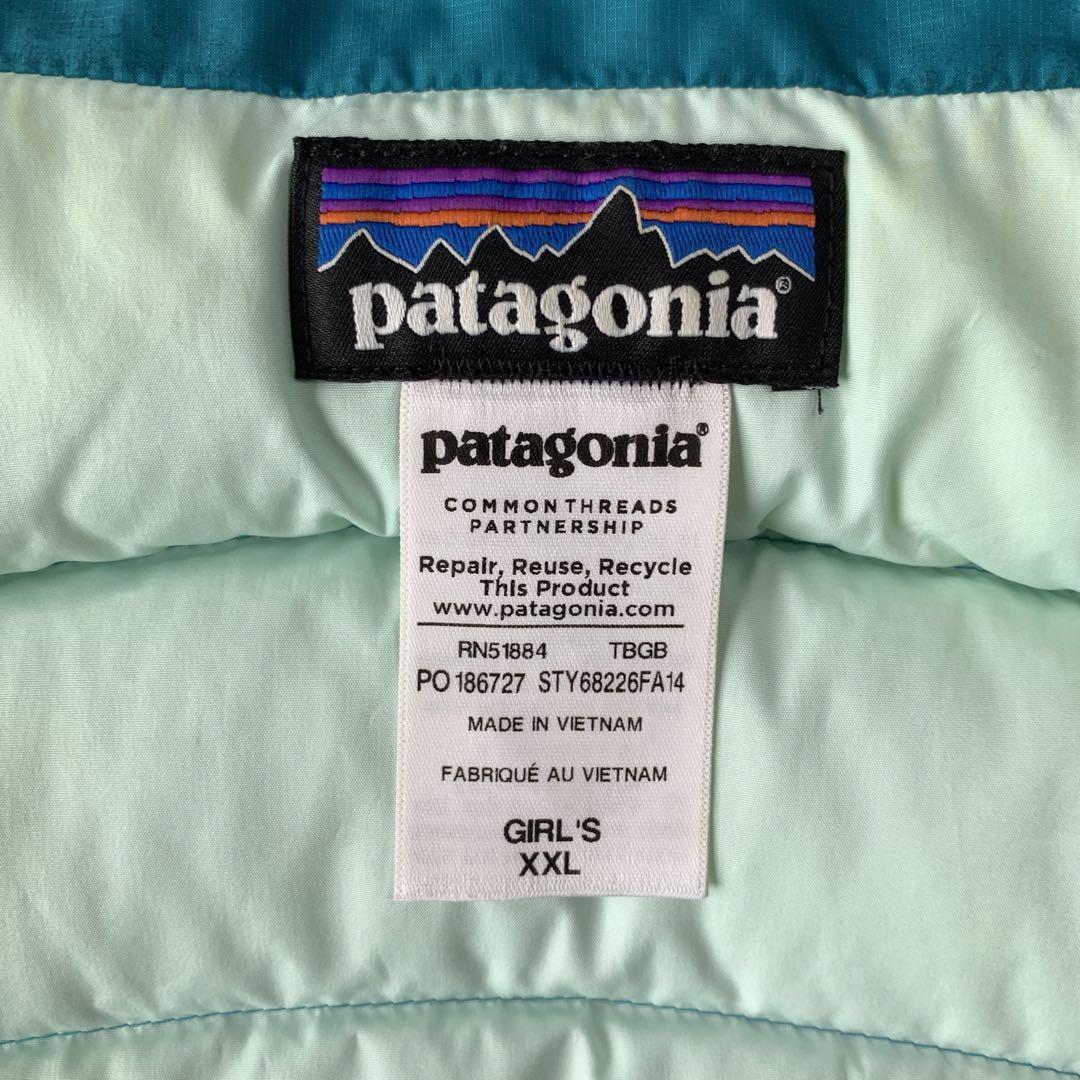 patagonia®
patagonia®
COMMON THREADS
PARTNERSHIP
Repair, Reuse, Recycle
This Product
www.patagonia.com
RN51884 TBGB
PO 186727 STY68226FA14
MADE IN VIETNAM
FABRIQUÉ AU VIETNAM
GIRL'S
XXL